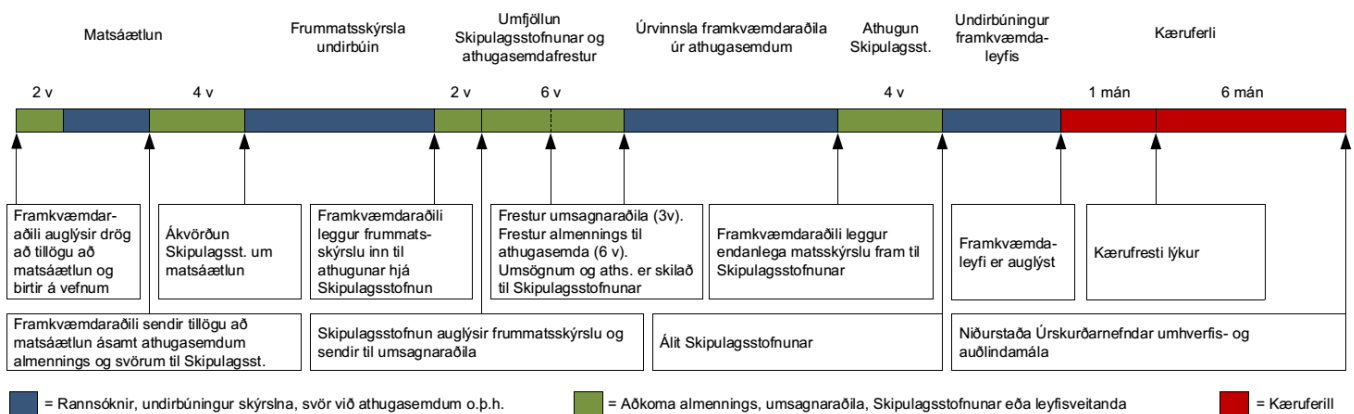 Matsáætlun
Frummatsskýrsla
undirbúin
Umfjöllun
Skipulagsstofnunar og
athugasemdafrestur
Úrvinnsla framkvæmdaraðila
úr athugasemdum
Athugun
Skipulagsst.
Undirbúningur
framkvæmda-
leyfis
Kæruferli
2 v
4 v
2 v
6 v
4 v
1 mán
6 mán
Framkvæmdar-
aðili auglýsir drög
að tillögu að
matsáætlun og
birtir á vefnum
Ákvörðun
Skipulagsst. um
matsáætlun
Framkvæmdaraðili
leggur frummats-
skýrslu inn til
athugunar hjá
Skipulagsstofnun
Frestur umsagnaraðila (3v).
Frestur almennings til
athugasemda (6 v).
Umsögnum og aths. er skilað
til Skipulagsstofnunar
Framkvæmdaraðili leggur
endanlega matsskýrslu fram til
Skipulagsstofnunar
Framkvæmda-
leyfi er auglýst
Kærufresti lýkur
Framkvæmdaraðili sendir tillögu að
matsáætlun ásamt athugasemdum
almennings og svörum til Skipulagsst.
Skipulagsstofnun auglýsir frummatsskýrslu og
sendir til umsagnaraðila
Álit Skipulagsstofnunar
Niðurstaða Úrskurðarnefndar umhverfis- og
auðlindamála
= Rannsóknir, undirbúningur skýrslna, svör við athugasemdum o.þ.h.
= Aðkoma almennings, umsagnaraðila, Skipulagsstofnunar eða leyfisveitanda
= Kæruferill